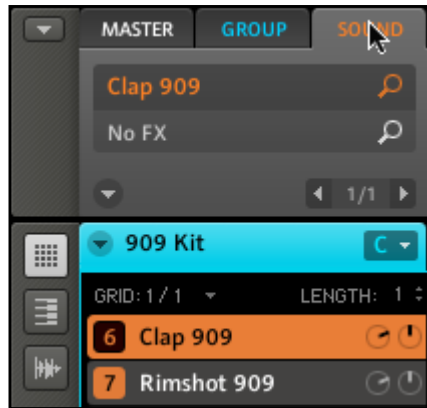 MASTER GROUP SOUND
Clap 909
No FX
1/1
909 Kit C
GRID: 1 / 1 LENGTH: 1
6 Clap 909
7 Rimshot 909